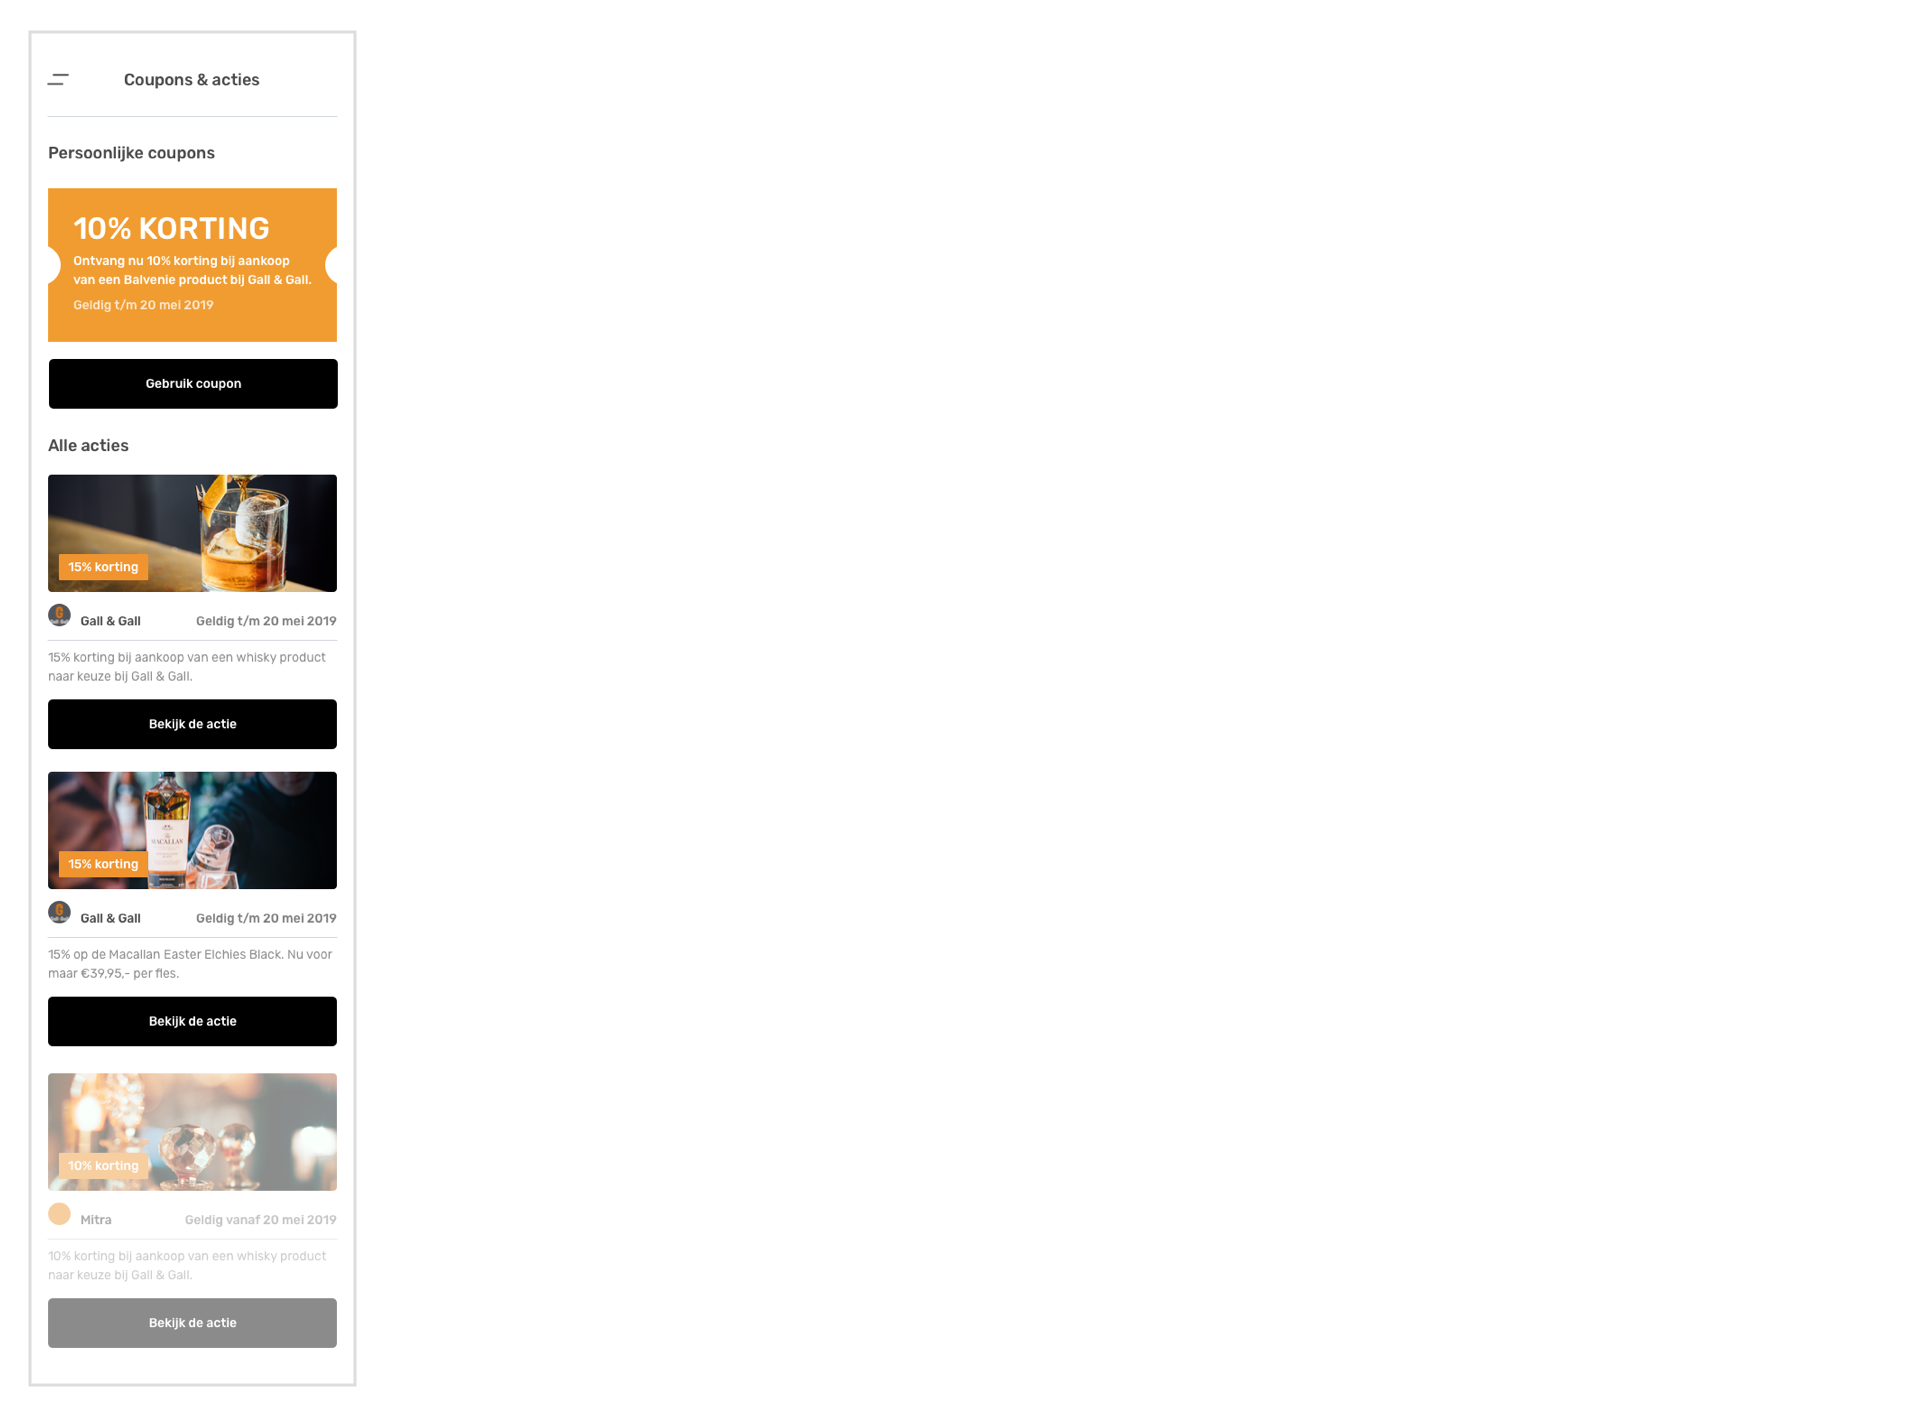 Coupons & acties
Persoonlijke coupons
10% KORTING
Ontvang nu 10% korting bij aankoop
van een Balvenie product bij Gall & Gall.
Geldig t/m 20 mei 2019
Gebruik coupon
Alle acties
15% korting
Gall & Gall Geldig t/m 20 mei 2019
15% korting bij aankoop van een whisky product
naar keuze bij Gall & Gall.
Bekijk de actie
MACALLAN
15% korting
Gall & Gall Geldig t/m 20 mei 2019
15% op de Macallan Easter Elchies Black. Nu voor
maar €39,95,- per fles.
Bekijk de actie
10% korting
Mitra Geldig vanaf 20 mei 2019
10% korting bij aankoop van een whisky product
naar keuze bij Gall & Gall.
Bekijk de actie